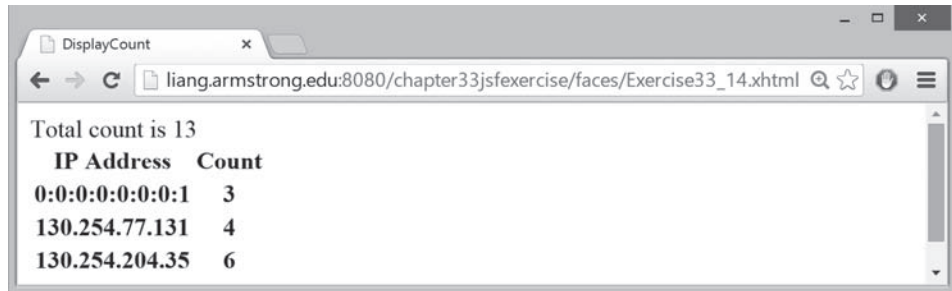 DisplayCount
liang.armstrong.edu:8080/chapter33jsfexercise/faces/Exercise33_14.xhtml
Total count is 13
IP Address Count
0:0:0:0:0:0:0:1 3
130.254.77.131 4
130.254.204.35 6